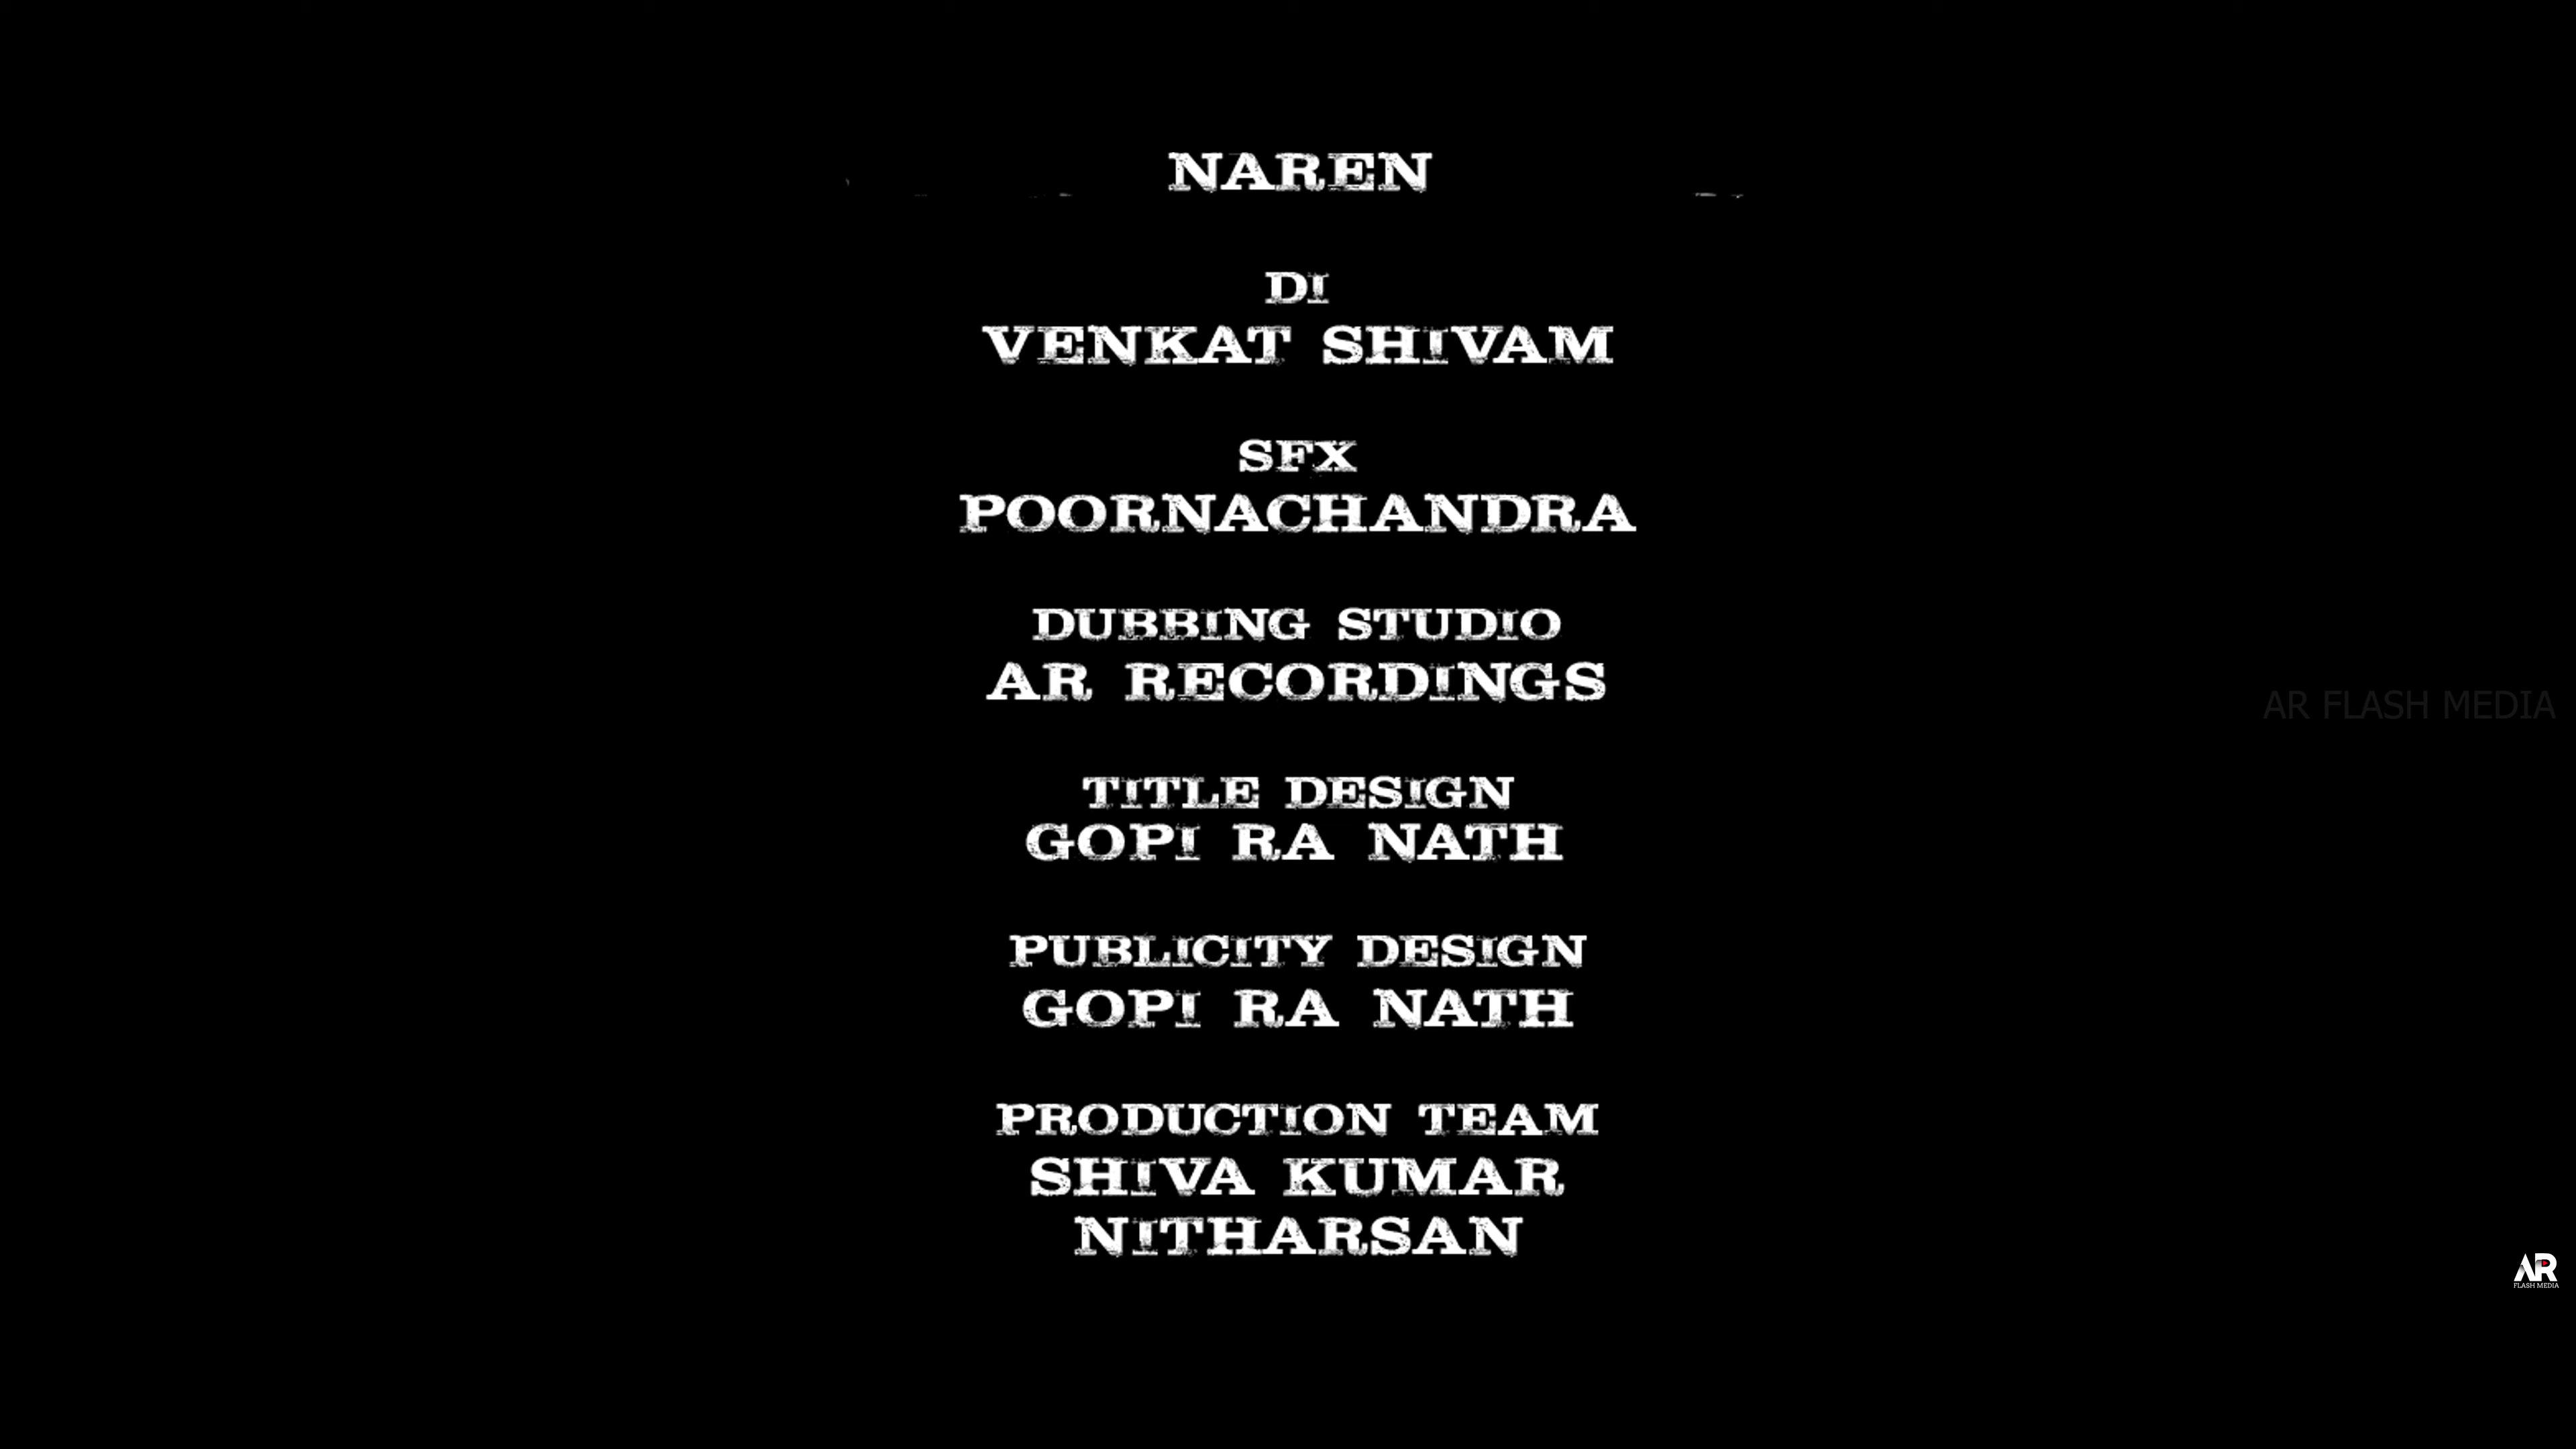 NAREN
DI
VENKAT SHIVAM
SFX
POORNACHANDRA
DUBBING STUDIO
AR RECORDINGS
AR FLASH MEDIA
TITLE DESIGN
GOPI RA NATH
PUBLICITY DESIGN
GOPI RA NATH
PRODUCTION TEAM
SHIVA KUMAR
NITHARSAN
AR
FLASH MEDIA